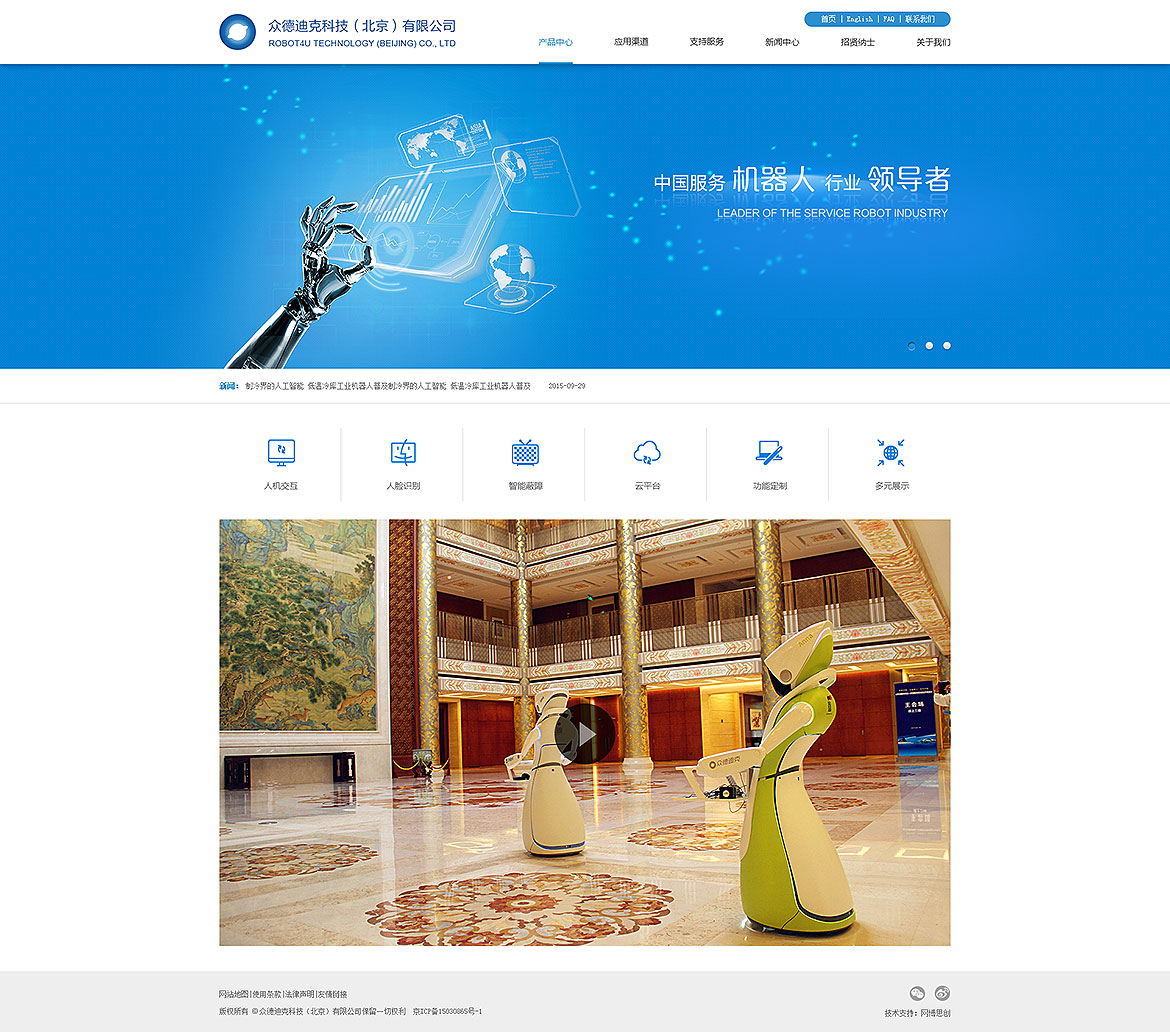 众德迪克科技（北京）有限公司
ROBOT4U TECHNOLOGY (BEIJING) CO., LTD
首页 | English | FAQ | 联系我们
产品中心 应用渠道 支持服务 新闻中心 招贤纳士 关于我们
中国服务 机器人 行业 领导者
LEADER OF THE SERVICE ROBOT INDUSTRY
新闻： 制冷界的人工智能 低温冷库工业机器人普及制冷界的人工智能 低温冷库工业机器人普及 2015-09-29
人机交互 人脸识别 智能蔽障 云平台 功能定制 多元展示
众德迪克
网站地图|使用条款|法律声明|友情链接
版权所有 ©众德迪克科技（北京）有限公司保留一切权利 京ICP备15030865号-1
技术支持：网博思创